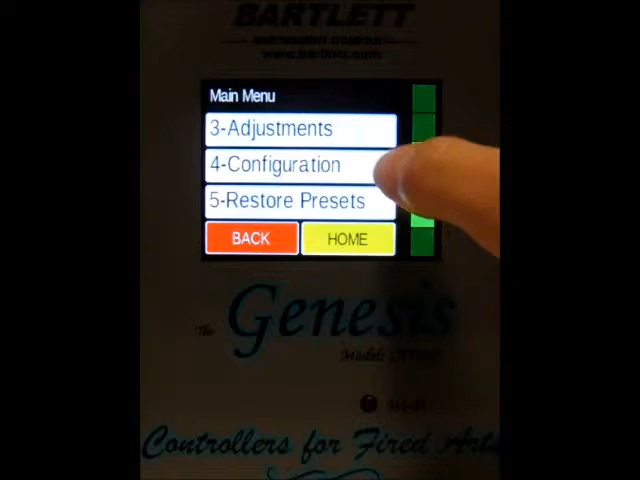 BARTLETT
www.bartinst.com
Main Menu
3-Adjustments
4-Configuration
5-Restore Presets
BACK
HOME
The
Genesis
Model:
Controllers for Fired Arts